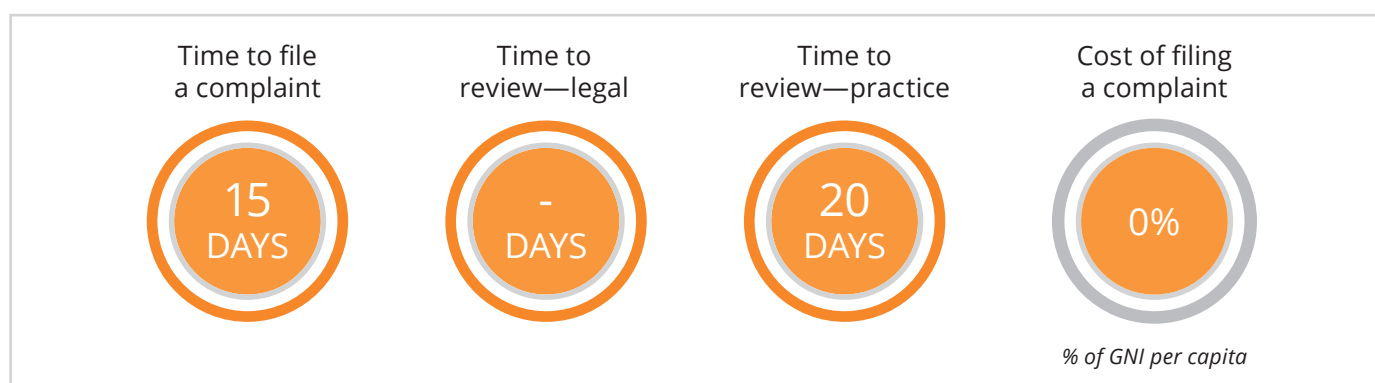 Time to file
a complaint
15
DAYS
Time to
review—legal
-
DAYS
Time to
review—practice
20
DAYS
Cost of filing
a complaint
0%
% of GNI per capita